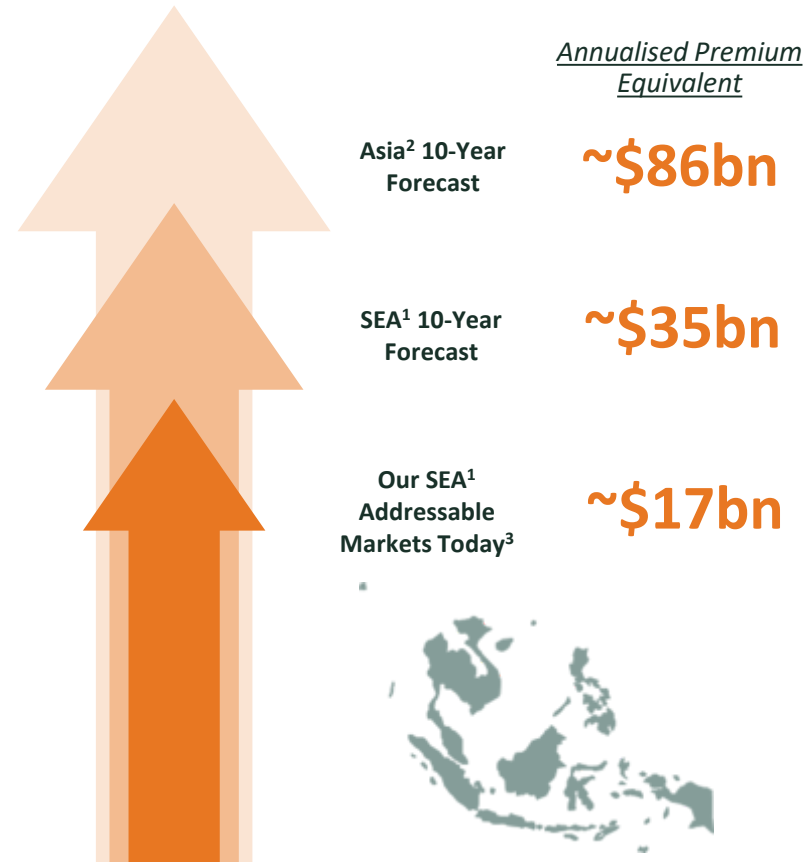 Annualised Premium
Equivalent
Asia² 10-Year
Forecast
~$86bn
SEA¹ 10-Year
Forecast
~$35bn
Our SEA¹
Addressable
Markets Today³
~$17bn